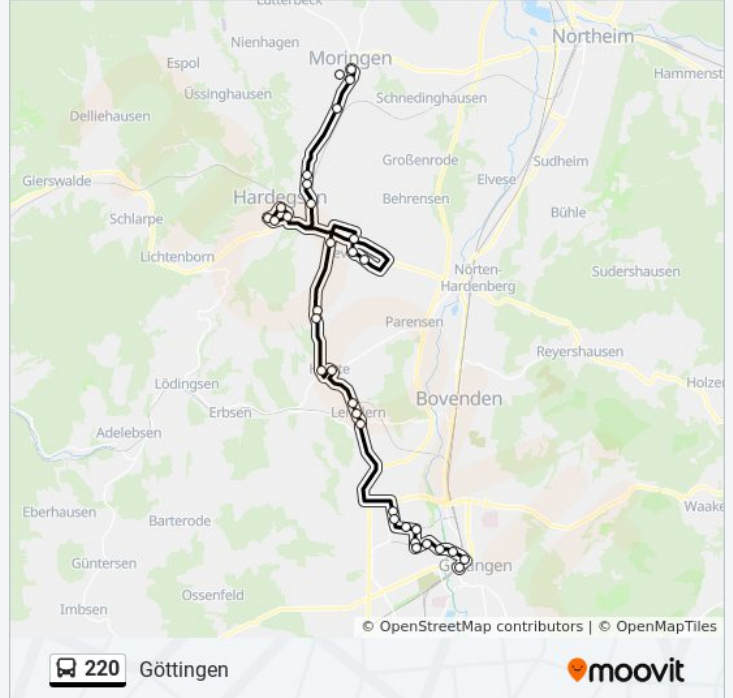 Lutterbeck
Nienhagen
Northeim
Espol
Moringen
Hammenst
Üssinghausen
Schnedinghausen
Delliehausen
Großenrode
Sudheim
Gierswalde
Elvese
Hardegsen
Behrensen
Schlarpe
Bühle
Lichtenborn
Nörten-
Hardenberg
Sudershausen
Parensen
Reyershausen
Lödingsen
Holzer
Erbsen
Bovenden
Adelebsen
Eberhausen
Barterode
Waake
Güntersen
Göttingen
Ossenfeld
Imbsen
© OpenStreetMap contributors | © OpenMapTiles
220 Göttingen
moovit